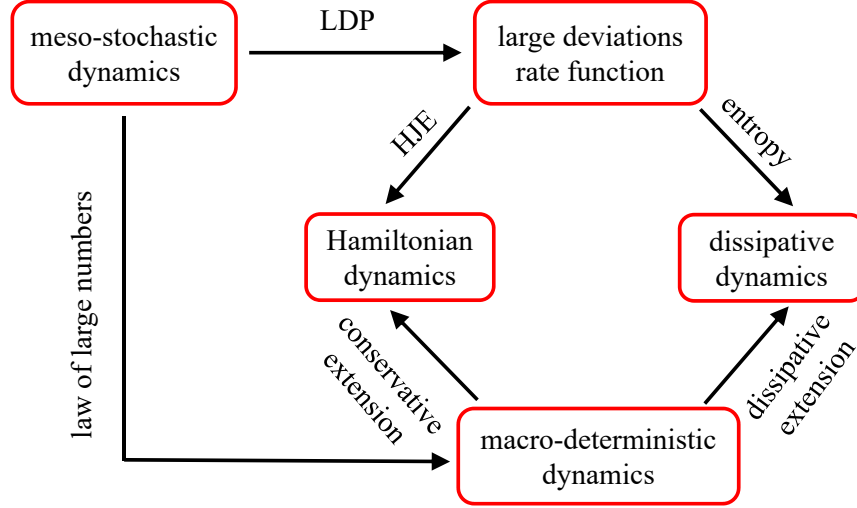 meso-stochastic
dynamics
LDP
large deviations
rate function
HJE
entropy
law of large numbers
Hamiltonian
dynamics
dissipative
dynamics
conservative
extension
dissipative
extension
macro-deterministic
dynamics